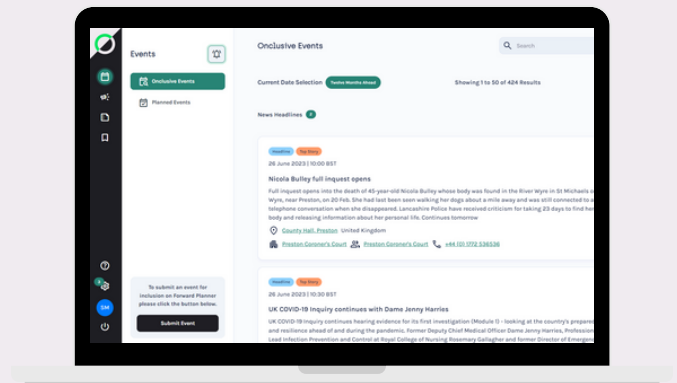 Events
Onclusive Events
Planned Events
To submit an event for
inclusion on Forward Planner
please click the button below.
Submit Event
SM
Onclusive Events
Search
Current Date Selection
Twelve Months Ahead
Showing 1 to 50 of 424 Results
News Headlines
Headline
Top Story
26 June 2023 | 10:00 BST
Nicola Bulley full inquest opens
Full inquest opens into the death of 45-year-old Nicola Bulley whose body was found in the River Wyre in St Michaels o
Wyre, near Preston, on 20 Feb. She had last been seen walking her dogs about a mile away and was still connected to a
telephone conversation when she disappeared. Lancashire Police have received criticism for taking 23 days to find her
body and releasing information about her personal life. Continues tomorrow
County Hall, Preston United Kingdom
Preston Coroner's Court Preston Coroner's Court +44 (0) 1772 536536
Headline
Top Story
26 June 2023 | 10:30 BST
UK COVID-19 Inquiry continues with Dame Jenny Harries
UK COVID-19 Inquiry continues hearing evidence for its first investigation (Module 1) - looking at the country's prepared
and resilience ahead of and during the pandemic. Former Deputy Chief Medical Officer Dame Jenny Harries, Profession
Lead Infection Prevention and Control at Royal College of Nursing Rosemary Gallagher and former Director of Emergen